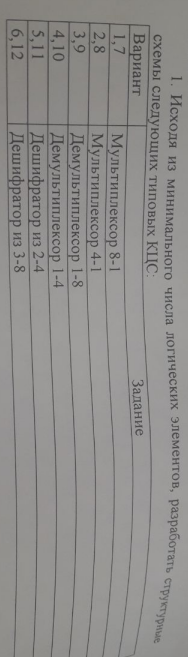 1. Исходя из минимального числа логических элементов, разработать структурные
схемы следующих типовых КЦС:
Вариант Задание
1,7 Мультиплексор 8-1
2,8 Мультиплексор 4-1
3,9 Демультиплексор 1-8
4,10 Демультиплексор 1-4
5,11 Дешифратор из 2-4
6,12 Дешифратор из 3-8